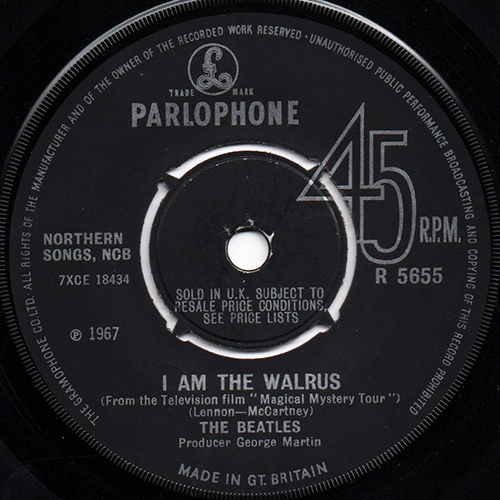 THE GRAMOPHONE CO. LTD. ALL RIGHTS OF THE MANUFACTURER AND OF THE OWNER OF THE RECORDED WORK RESERVED · UNAUTHORISED PUBLIC PERFORMANCE BROADCASTING AND COPYING OF THIS RECORD PROHIBITED
£
TRADE MARK
PARLOPHONE
45
R.P.M.
R 5655
NORTHERN
SONGS, NCB
7XCE 18434
℗ 1967
SOLD IN U.K. SUBJECT TO
RESALE PRICE CONDITIONS,
SEE PRICE LISTS
I AM THE WALRUS
(From the Television film "Magical Mystery Tour")
(Lennon—McCartney)
THE BEATLES
Producer George Martin
MADE IN GT. BRITAIN